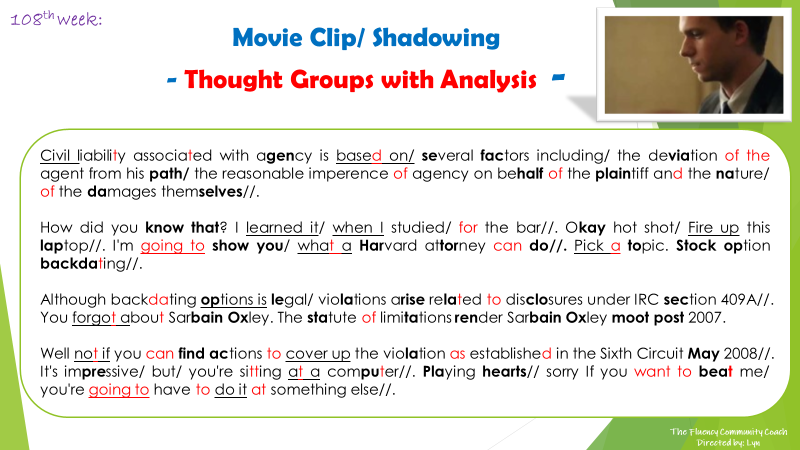 108th week:
Movie Clip/ Shadowing
- Thought Groups with Analysis -
Civil liability associated with agency is based on/ several factors including/ the deviation of the
agent from his path/ the reasonable imperence of agency on behalf of the plaintiff and the nature/
of the damages themselves//.
How did you know that? I learned it/ when I studied/ for the bar//. Okay hot shot/ Fire up this
laptop//. I'm going to show you/ what a Harvard attorney can do//. Pick a topic. Stock option
backdating//.
Although backdating options is legal/ violations arise related to disclosures under IRC section 409A//.
You forgot about Sarbain Oxley. The statute of limitations render Sarbain Oxley moot post 2007.
Well not if you can find actions to cover up the violation as established in the Sixth Circuit May 2008//.
It's impressive/ but/ you're sitting at a computer//. Playing hearts// sorry If you want to beat me/
you're going to have to do it at something else//.
The Fluency Community Coach
Directed by: Lyn